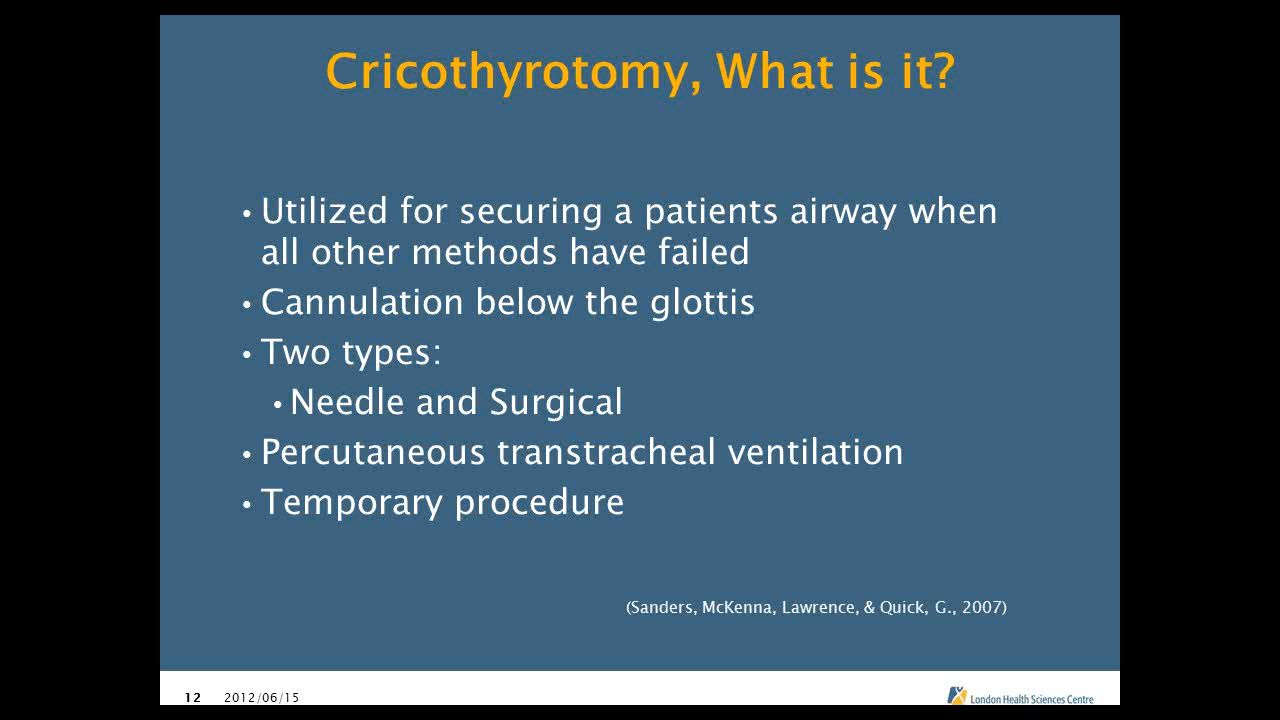 Cricothyrotomy, What is it?
• Utilized for securing a patients airway when
all other methods have failed
• Cannulation below the glottis
• Two types:
• Needle and Surgical
• Percutaneous transtracheal ventilation
• Temporary procedure
(Sanders, McKenna, Lawrence, & Quick, G., 2007)
12 2012/06/15
London Health Sciences Centre